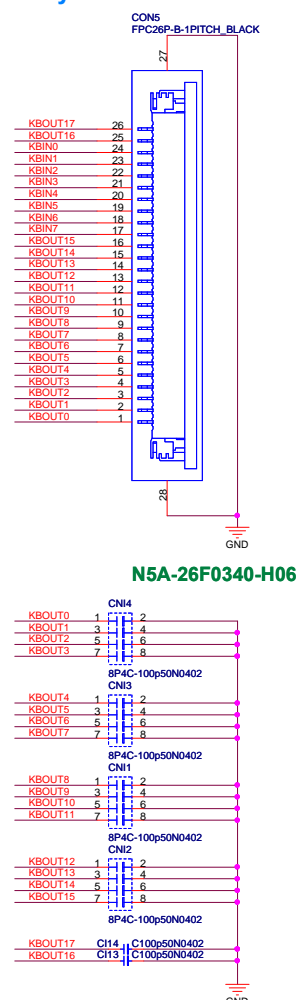 CON5
FPC26P-B-1PITCH_BLACK
27
KBOUT17 26
KBOUT16 25
KBIN0 24
KBIN1 23
KBIN2 22
KBIN3 21
KBIN4 20
KBIN5 19
KBIN6 18
KBIN7 17
KBOUT15 16
KBOUT14 15
KBOUT13 14
KBOUT12 13
KBOUT11 12
KBOUT10 11
KBOUT9 10
KBOUT8 9
KBOUT7 8
KBOUT6 7
KBOUT5 6
KBOUT4 5
KBOUT3 4
KBOUT2 3
KBOUT1 2
KBOUT0 1
28
GND
N5A-26F0340-H06
CNI4
KBOUT0 1 2
KBOUT1 3 4
KBOUT2 5 6
KBOUT3 7 8
8P4C-100p50N0402
CNI3
KBOUT4 1 2
KBOUT5 3 4
KBOUT6 5 6
KBOUT7 7 8
8P4C-100p50N0402
CNI1
KBOUT8 1 2
KBOUT9 3 4
KBOUT10 5 6
KBOUT11 7 8
8P4C-100p50N0402
CNI2
KBOUT12 1 2
KBOUT13 3 4
KBOUT14 5 6
KBOUT15 7 8
8P4C-100p50N0402
KBOUT17 CI14 C100p50N0402
KBOUT16 CI13 C100p50N0402
GND